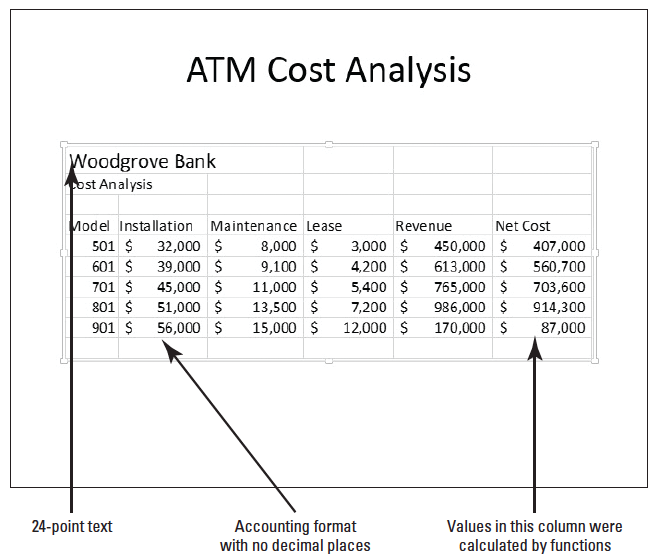 ATM Cost Analysis
Woodgrove Bank
Cost Analysis
Model Installation Maintenance Lease Revenue Net Cost
501 $ 32,000 $ 8,000 $ 3,000 $ 450,000 $ 407,000
601 $ 39,000 $ 9,100 $ 4,200 $ 613,000 $ 560,700
701 $ 45,000 $ 11,000 $ 5,400 $ 765,000 $ 703,600
801 $ 51,000 $ 13,500 $ 7,200 $ 986,000 $ 914,300
901 $ 56,000 $ 15,000 $ 12,000 $ 170,000 $ 87,000
24-point text
Accounting format
with no decimal places
Values in this column were
calculated by functions